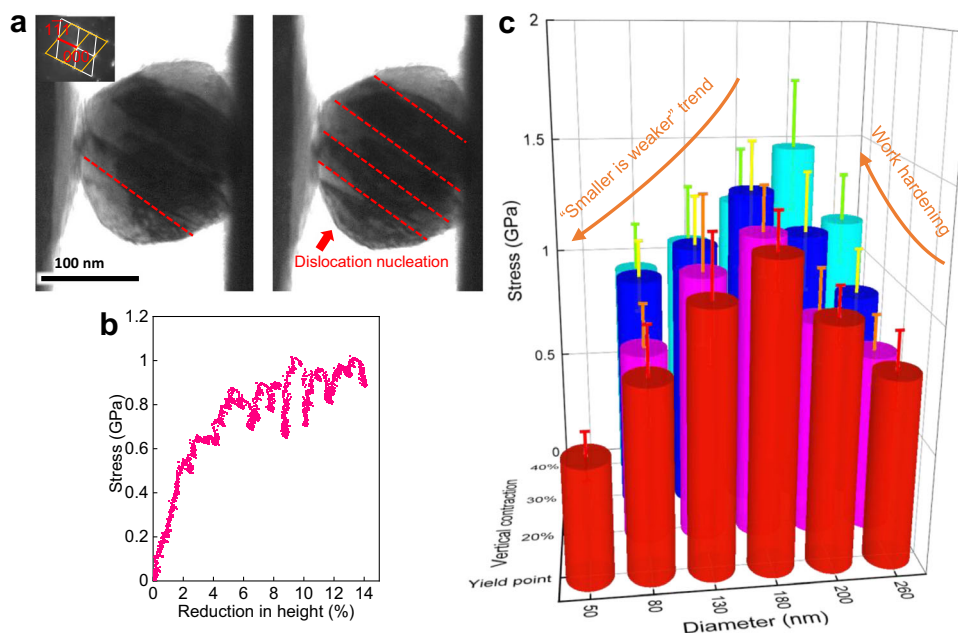 a
111
000
100 nm
Dislocation nucleation
b
1.2
1
0.8
0.6
0.4
0.2
0
Stress (GPa)
0 2 4 6 8 10 12 14
Reduction in height (%)
c
2
1.5
1
0.5
0
Stress (GPa)
"Smaller is weaker" trend
Work hardening
40%
30%
20%
Yield point
Vertical contraction
50 80 130 180 200 260
Diameter (nm)